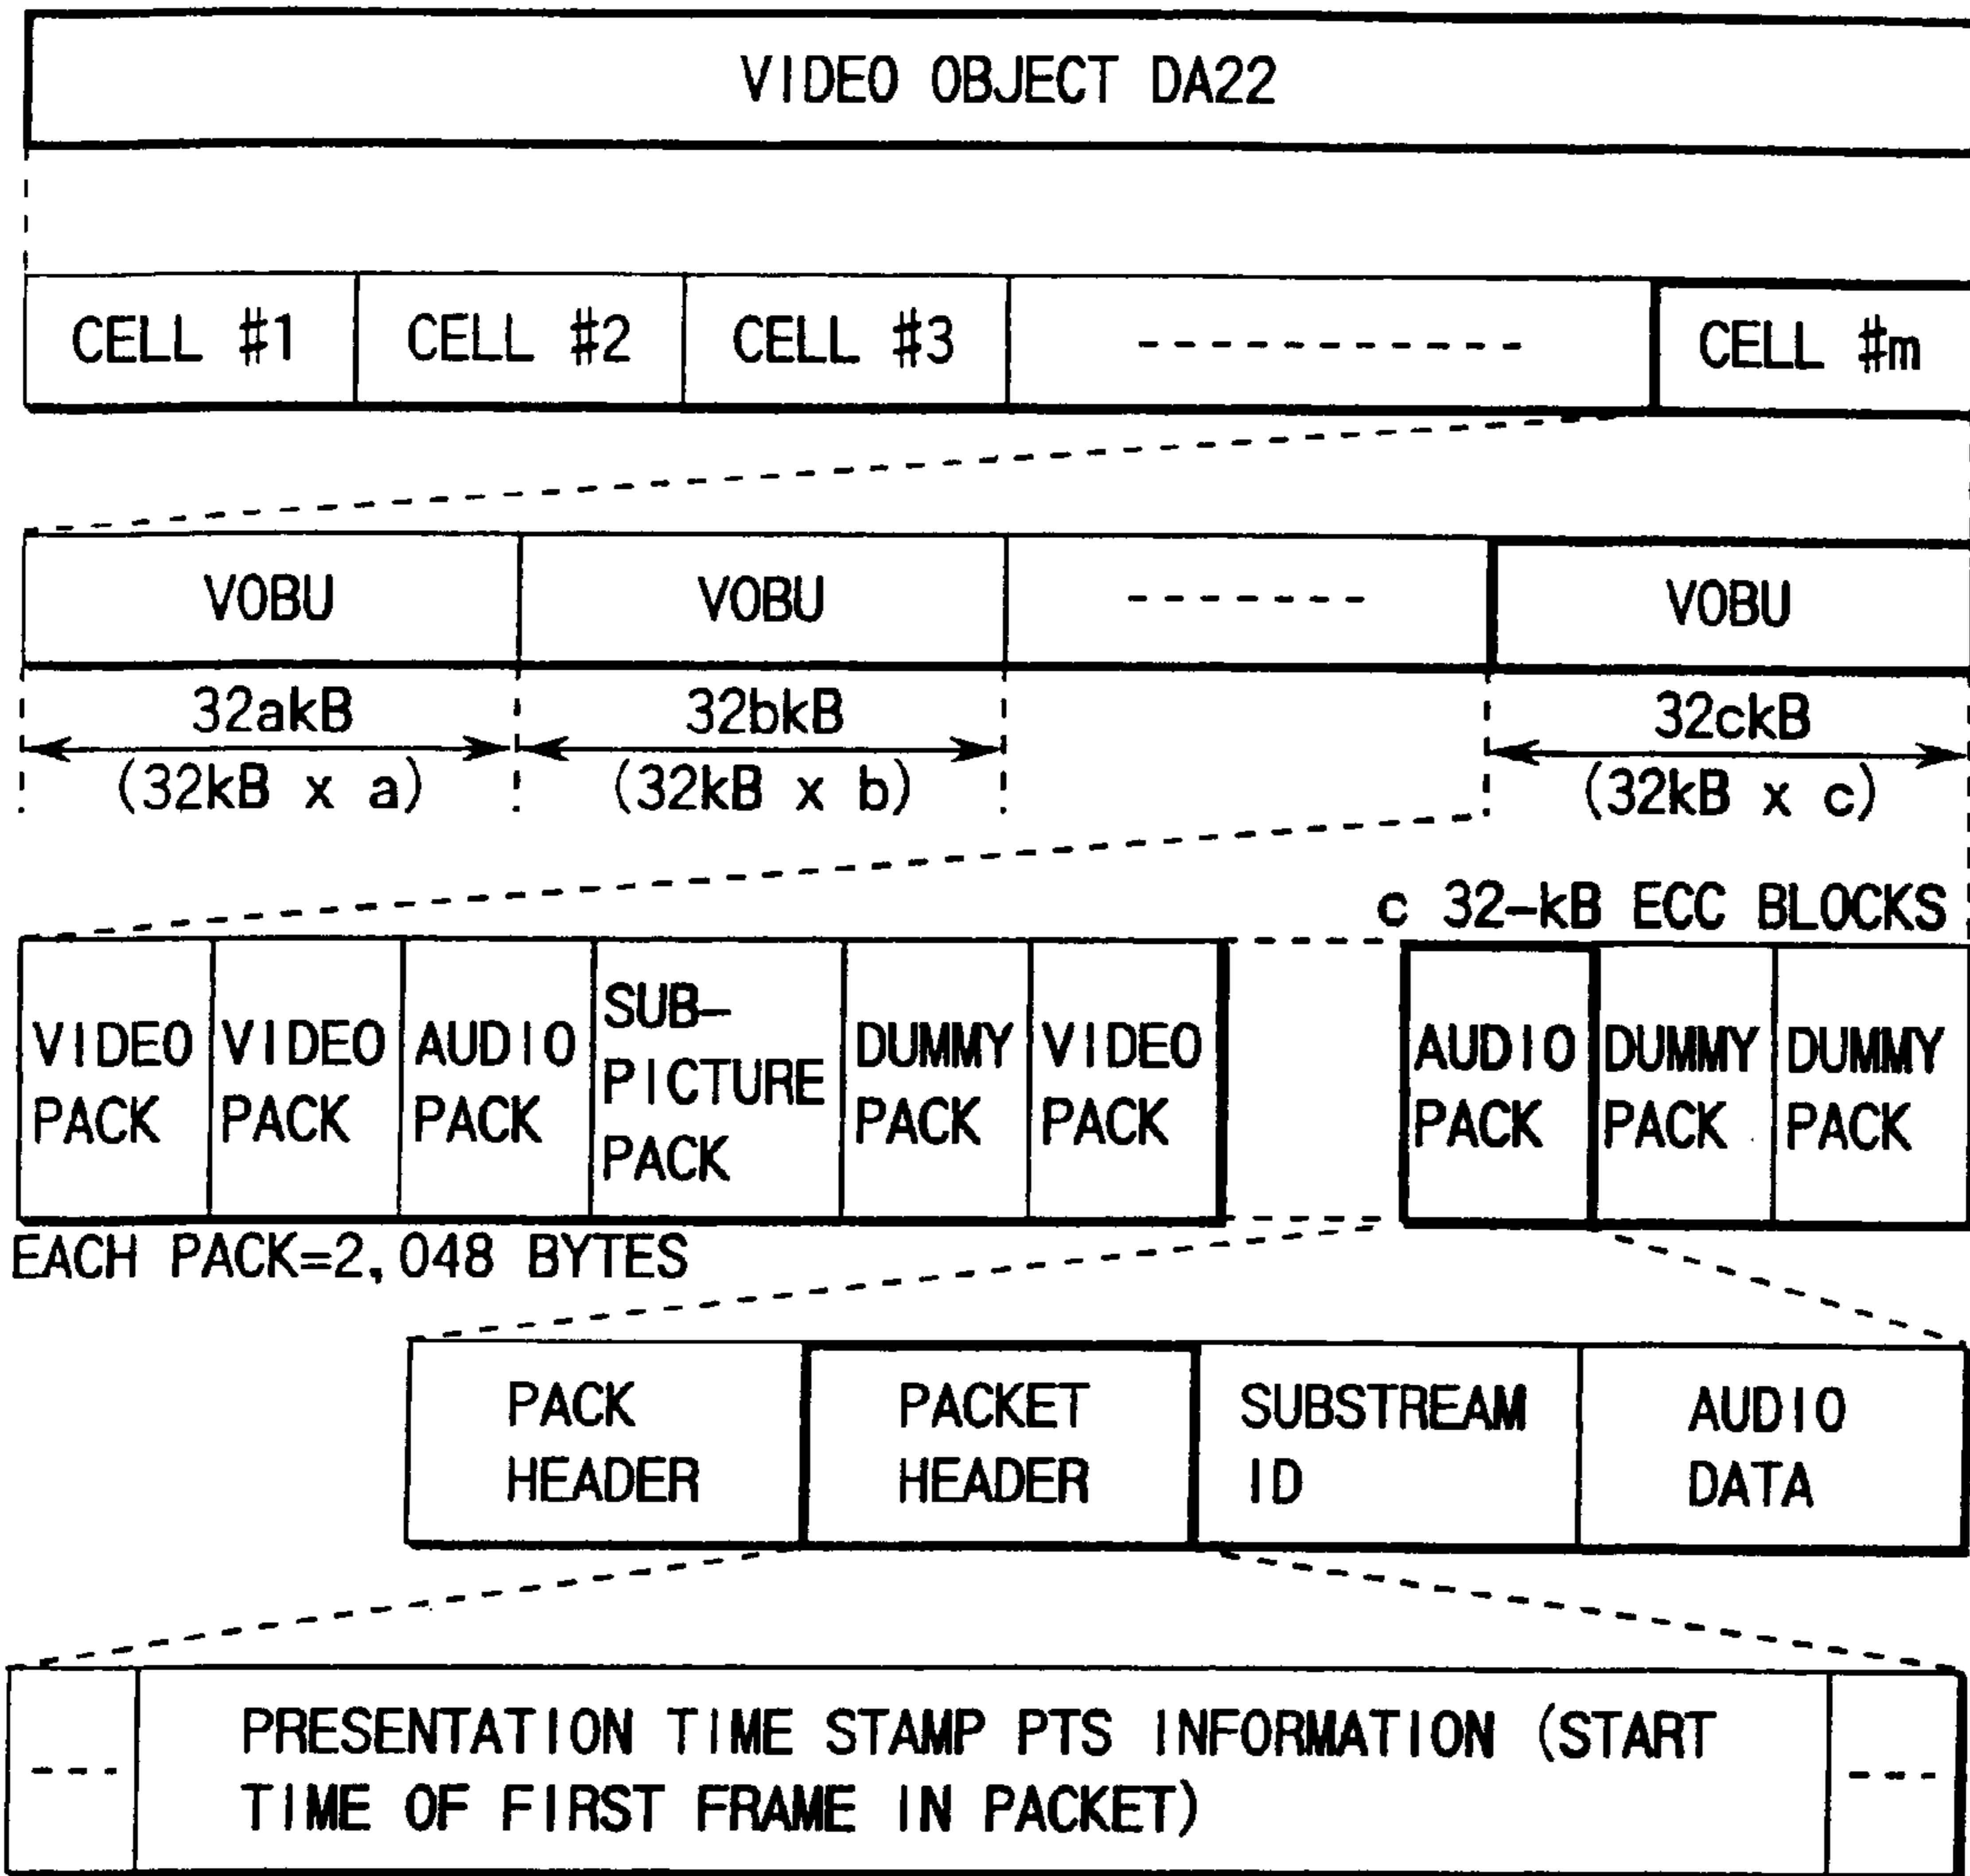 VIDEO OBJECT DA22
CELL #1
CELL #2
CELL #3
CELL #m
VOBU
VOBU
VOBU
32akB
(32kB x a)
32bkB
(32kB x b)
32ckB
(32kB x c)
c 32-kB ECC BLOCKS
VIDEO
PACK
VIDEO
PACK
AUDIO
PACK
SUB-
PICTURE
PACK
DUMMY
PACK
VIDEO
PACK
AUDIO
PACK
DUMMY
PACK
DUMMY
PACK
EACH PACK=2,048 BYTES
PACK
HEADER
PACKET
HEADER
SUBSTREAM
ID
AUDIO
DATA
PRESENTATION TIME STAMP PTS INFORMATION (START
TIME OF FIRST FRAME IN PACKET)